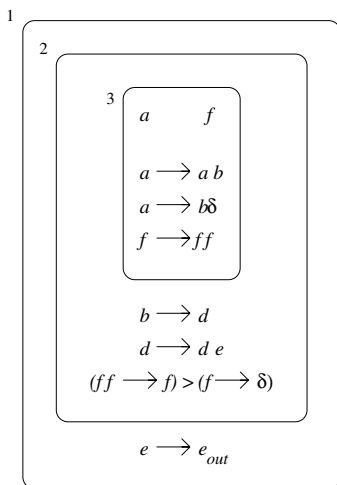 1
2
3
a f
a → a b
a → bδ
f → ff
b → d
d → d e
(ff → f) > (f → δ)
e → e_out